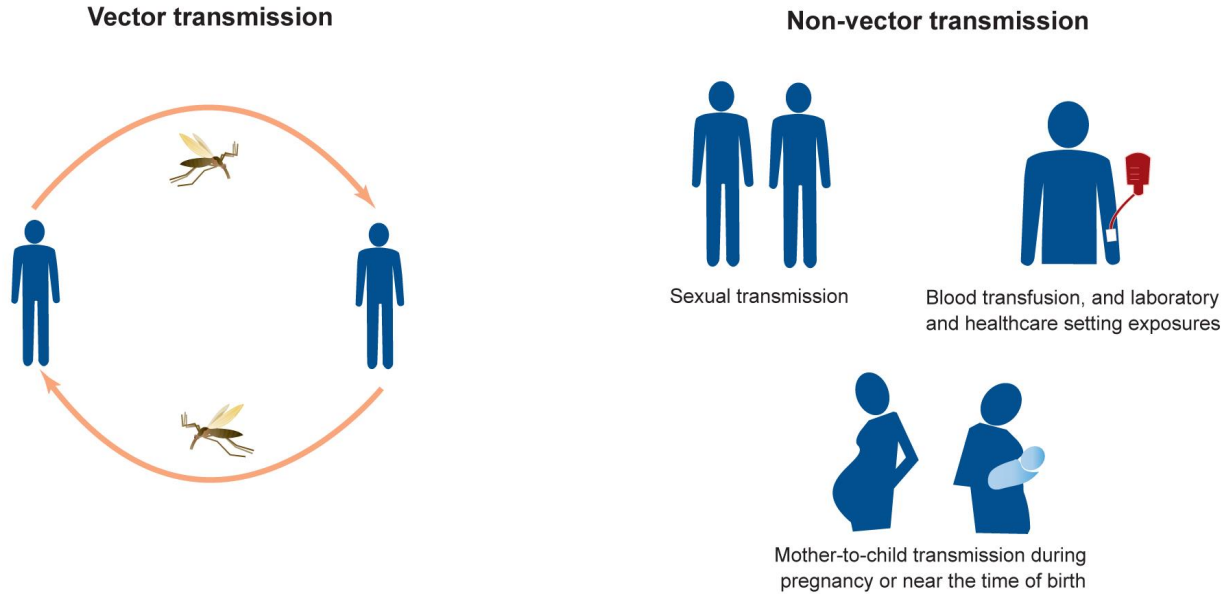 Vector transmission
Non-vector transmission
Sexual transmission
Blood transfusion, and laboratory
and healthcare setting exposures
Mother-to-child transmission during
pregnancy or near the time of birth